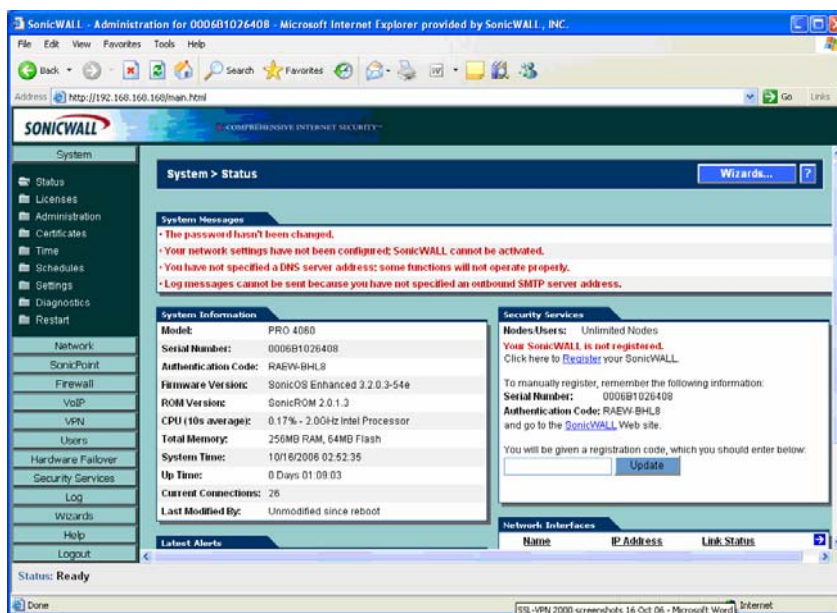 SonicWALL - Administration for 0006B1026408 - Microsoft Internet Explorer provided by SonicWALL, INC.
File Edit View Favorites Tools Help
Back Search Favorites
Address http://192.168.168.168/main.html Go Links
SONICWALL COMPREHENSIVE INTERNET SECURITY™
System
Status
Licenses
Administration
Certificates
Time
Schedules
Settings
Diagnostics
Restart
Network
SonicPoint
Firewall
VoIP
VPN
Users
Hardware Failover
Security Services
Log
Wizards
Help
Logout
System > Status
Wizards... ?
System Messages
• The password hasn't been changed.
• Your network settings have not been configured; SonicWALL cannot be activated.
• You have not specified a DNS server address; some functions will not operate properly.
• Log messages cannot be sent because you have not specified an outbound SMTP server address.
System Information
Model: PRO 4060
Serial Number: 0006B1026408
Authentication Code: RAEW-BHL8
Firmware Version: SonicOS Enhanced 3.2.0.3-54e
ROM Version: SonicROM 2.0.1.3
CPU (10s average): 0.17% - 2.0GHz Intel Processor
Total Memory: 256MB RAM, 64MB Flash
System Time: 10/16/2006 02:52:35
Up Time: 0 Days 01:09:03
Current Connections: 26
Last Modified By: Unmodified since reboot
Latest Alerts
Security Services
Nodes/Users: Unlimited Nodes
Your SonicWALL is not registered.
Click here to Register your SonicWALL.
To manually register, remember the following information:
Serial Number: 0006B1026408
Authentication Code: RAEW-BHL8
and go to the SonicWALL Web site.
You will be given a registration code, which you should enter below:
Update
Network Interfaces
Name IP Address Link Status
Status: Ready
Done
SSL-VPN 2000 screenshots 16 Oct 06 - Microsoft Word
Internet